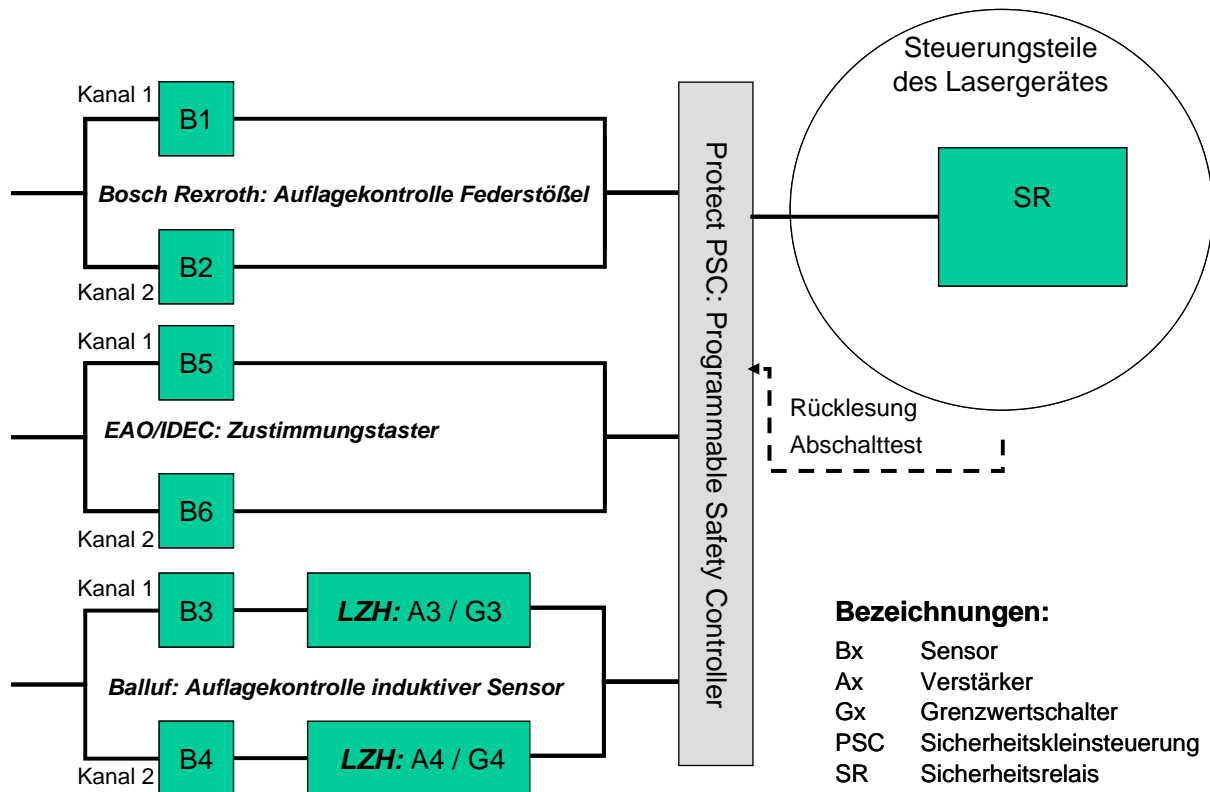 Kanal 1
B1
Bosch Rexroth: Auflagekontrolle Federstößel
B2
Kanal 2
Kanal 1
B5
EAO/IDEC: Zustimmungstaster
B6
Kanal 2
Kanal 1
B3
LZH: A3 / G3
Balluf: Auflagekontrolle induktiver Sensor
B4
LZH: A4 / G4
Kanal 2
Protect PSC: Programmable Safety Controller
Steuerungsteile
des Lasergerätes
SR
Rücklesung
Abschalttest
Bezeichnungen:
Bx Sensor
Ax Verstärker
Gx Grenzwertschalter
PSC Sicherheitskleinsteuerung
SR Sicherheitsrelais